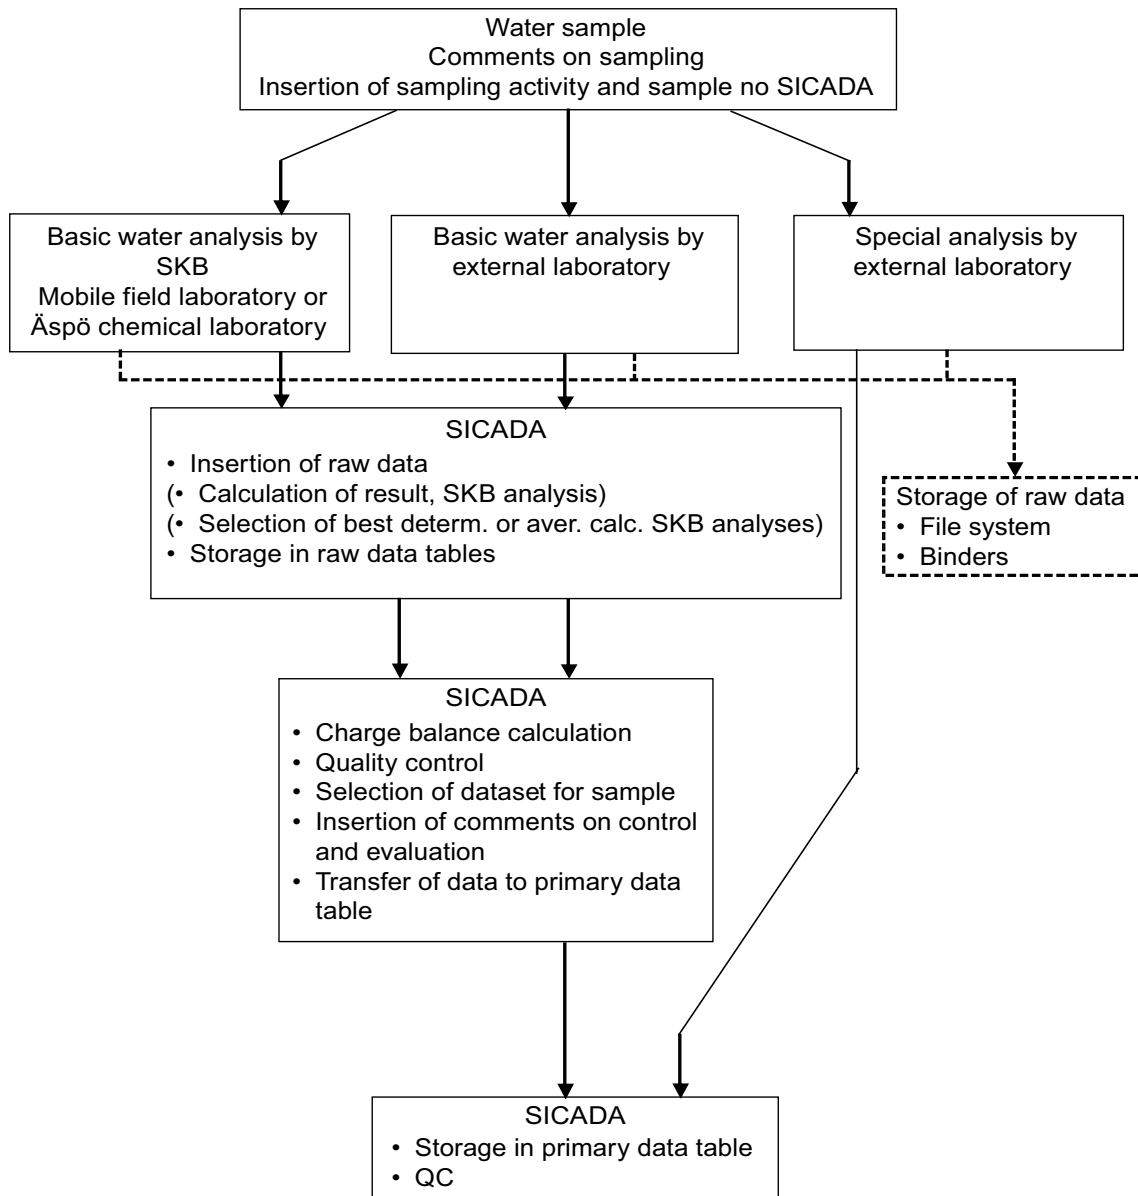 Water sample
Comments on sampling
Insertion of sampling activity and sample no SICADA
Basic water analysis by
SKB
Mobile field laboratory or
Äspö chemical laboratory
Basic water analysis by
external laboratory
Special analysis by
external laboratory
SICADA
• Insertion of raw data
(• Calculation of result, SKB analysis)
(• Selection of best determ. or aver. calc. SKB analyses)
• Storage in raw data tables
Storage of raw data
• File system
• Binders
SICADA
• Charge balance calculation
• Quality control
• Selection of dataset for sample
• Insertion of comments on control
and evaluation
• Transfer of data to primary data
table
SICADA
• Storage in primary data table
• QC